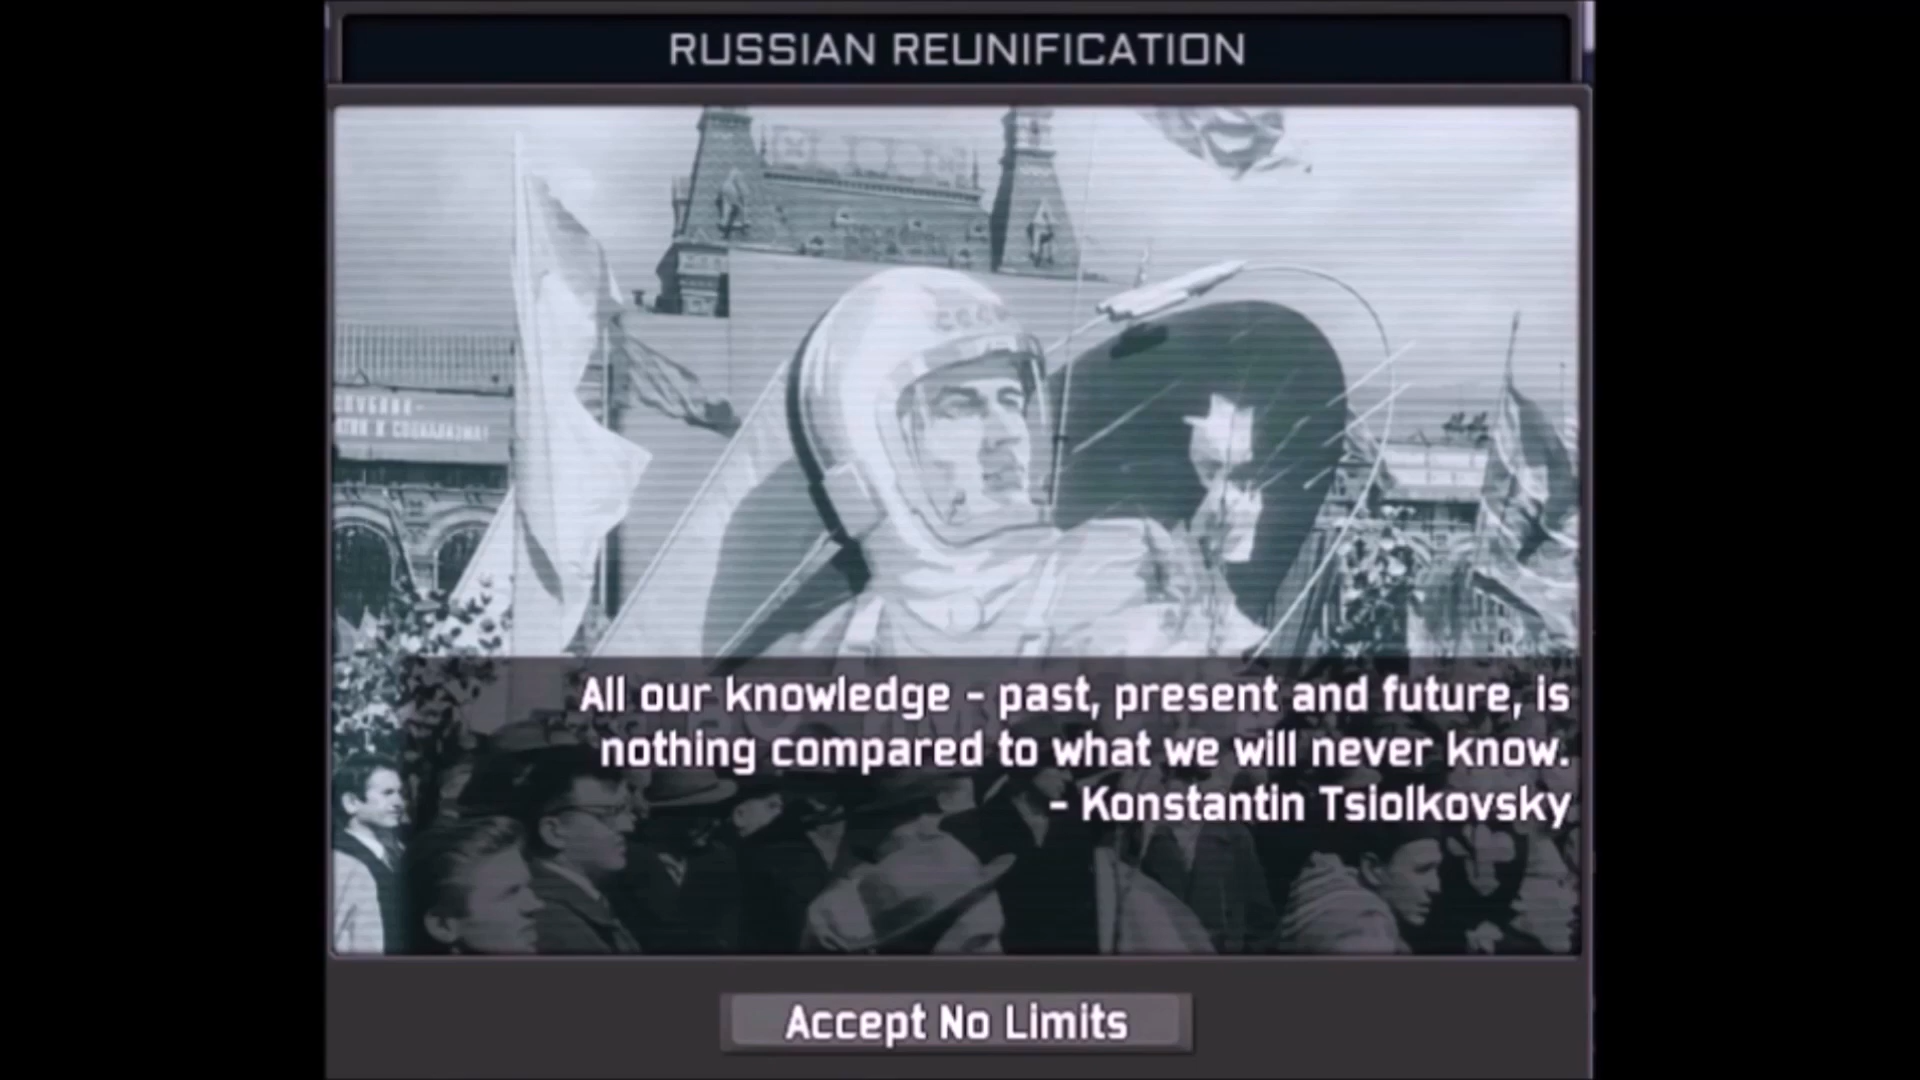 RUSSIAN REUNIFICATION
All our knowledge - past, present and future, is
nothing compared to what we will never know.
- Konstantin Tsiolkovsky
Accept No Limits